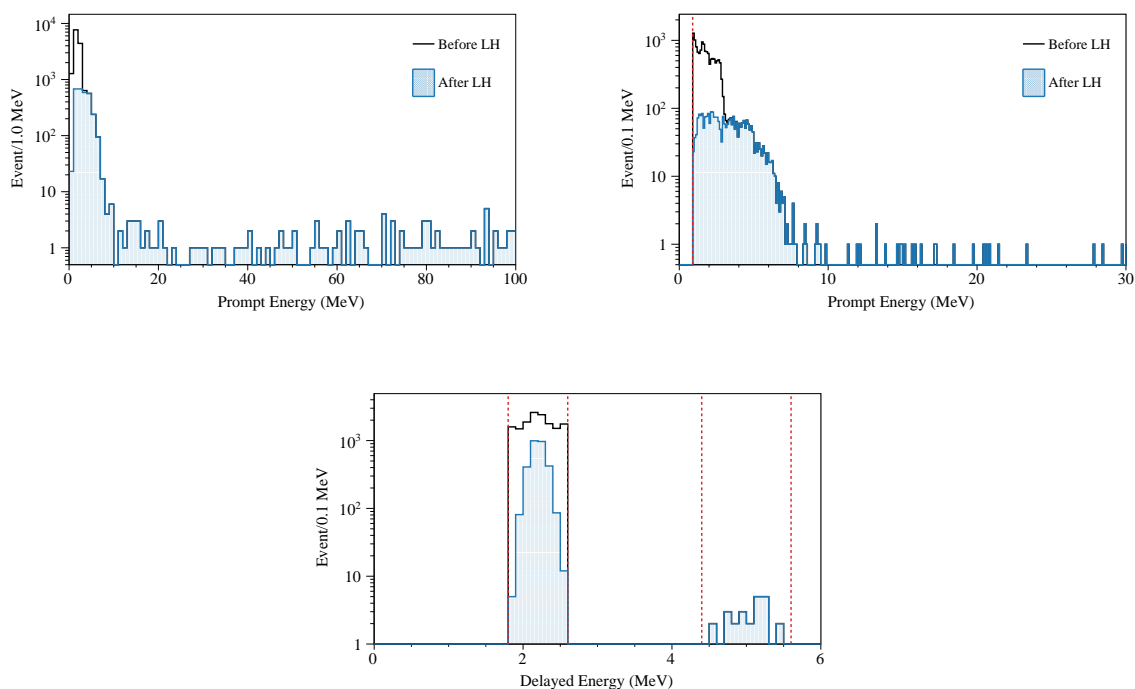 10⁴
10³
10²
10
1
Event/1.0 MeV
Before LH
After LH
0 20 40 60 80 100
Prompt Energy (MeV)
10³
10²
10
1
Event/0.1 MeV
Before LH
After LH
0 10 20 30
Prompt Energy (MeV)
10³
10²
10
1
Event/0.1 MeV
0 2 4 6
Delayed Energy (MeV)